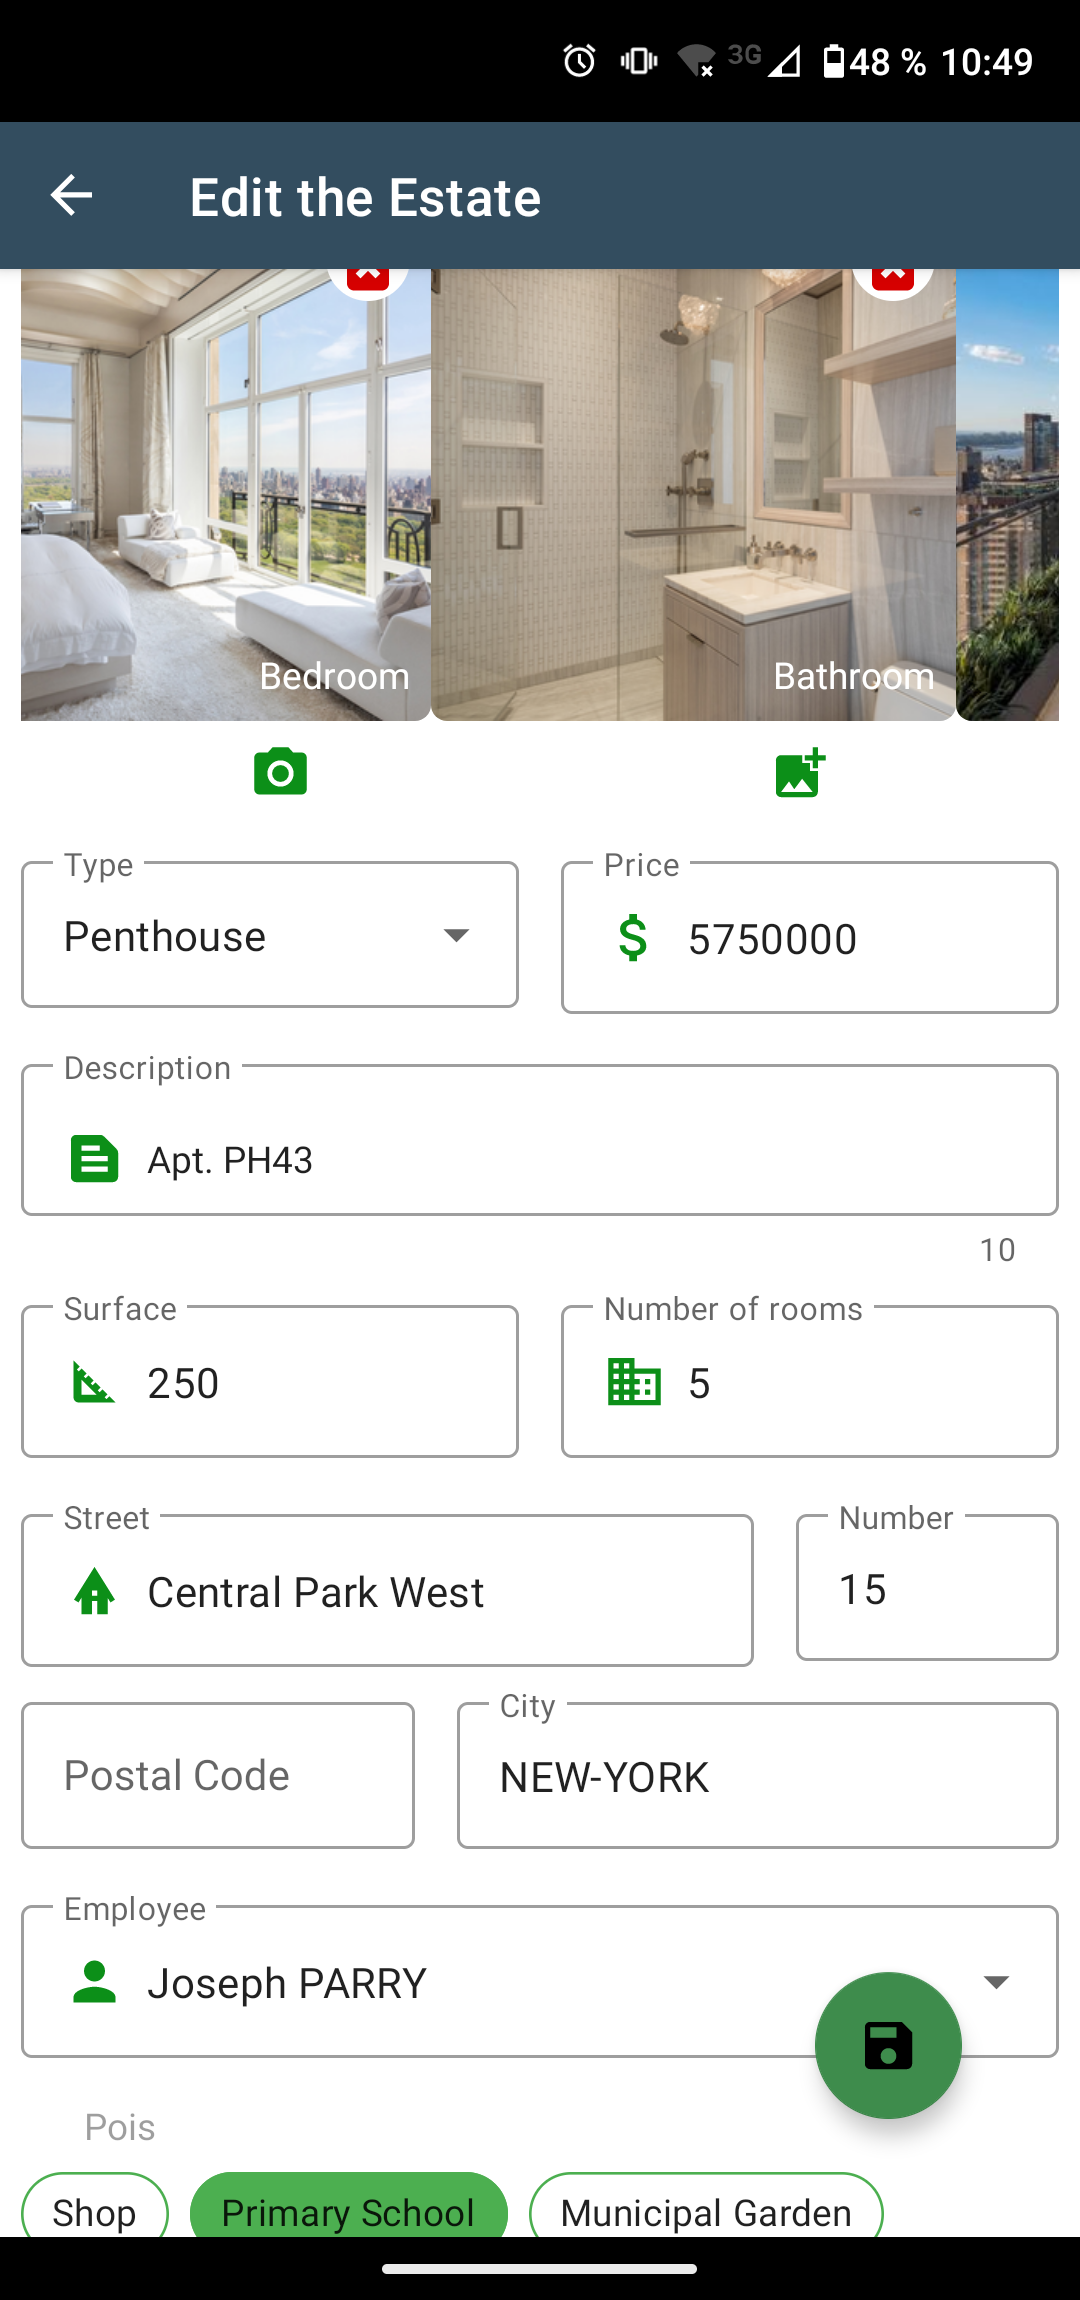 3G 48 % 10:49
Edit the Estate
Bedroom
Bathroom
Type
Price
Penthouse
5750000
Description
Apt. PH43
10
Surface
Number of rooms
250
5
Street
Number
Central Park West
15
City
Postal Code
NEW-YORK
Employee
Joseph PARRY
Pois
Shop
Primary School
Municipal Garden